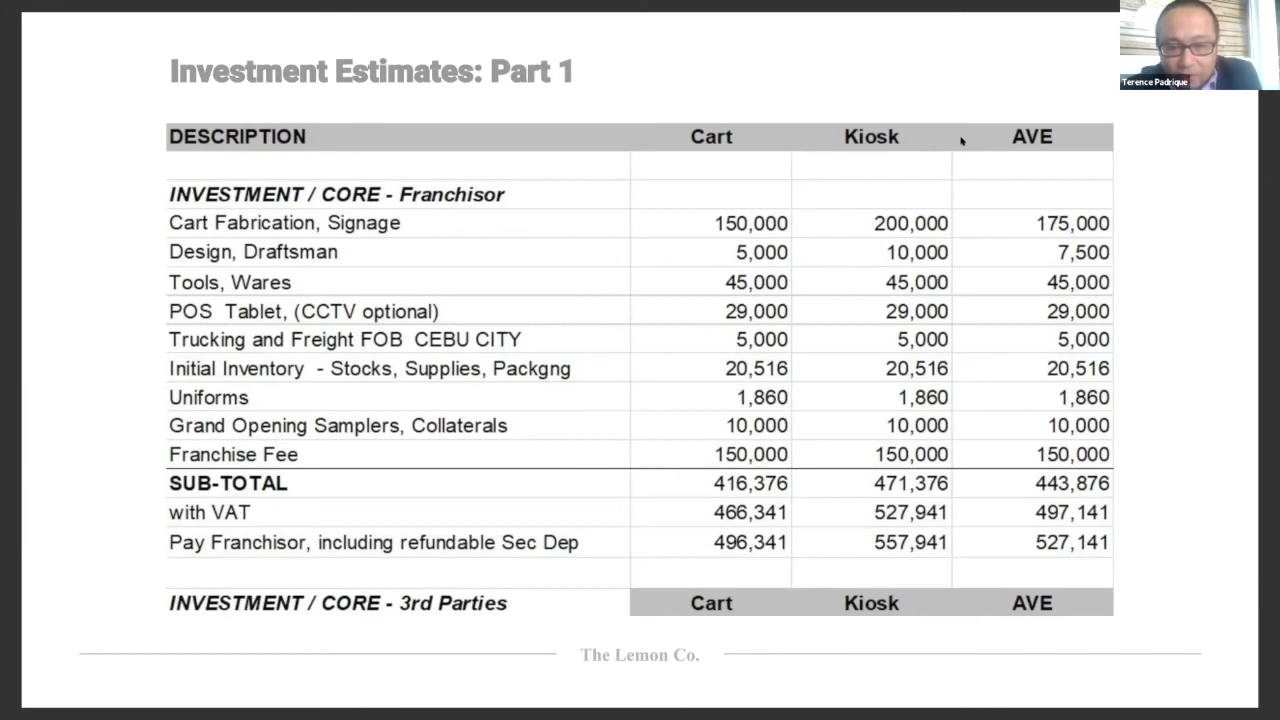 Investment Estimates: Part 1
Terence Padrique
DESCRIPTION Cart Kiosk AVE
INVESTMENT / CORE - Franchisor
Cart Fabrication, Signage 150,000 200,000 175,000
Design, Draftsman 5,000 10,000 7,500
Tools, Wares 45,000 45,000 45,000
POS Tablet, (CCTV optional) 29,000 29,000 29,000
Trucking and Freight FOB CEBU CITY 5,000 5,000 5,000
Initial Inventory - Stocks, Supplies, Packgng 20,516 20,516 20,516
Uniforms 1,860 1,860 1,860
Grand Opening Samplers, Collaterals 10,000 10,000 10,000
Franchise Fee 150,000 150,000 150,000
SUB-TOTAL 416,376 471,376 443,876
with VAT 466,341 527,941 497,141
Pay Franchisor, including refundable Sec Dep 496,341 557,941 527,141
INVESTMENT / CORE - 3rd Parties Cart Kiosk AVE
The Lemon Co.